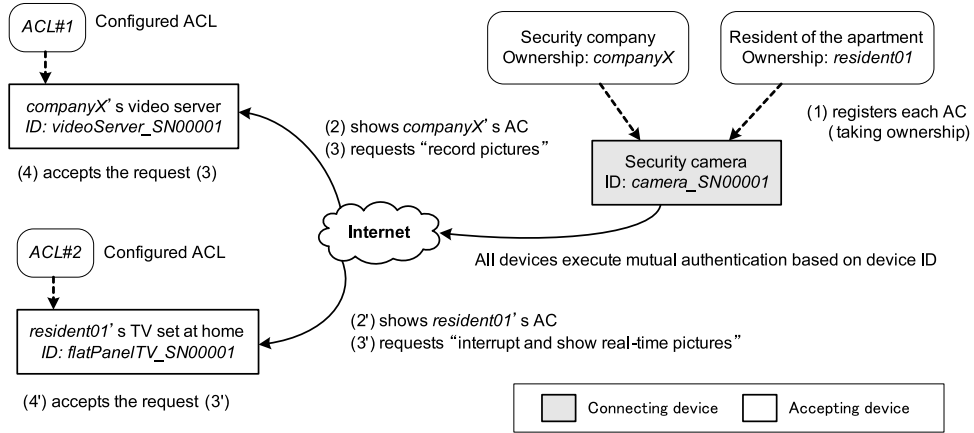 ACL#1
Configured ACL
companyX's video server
ID: videoServer_SN00001
(4) accepts the request (3)
Security company
Ownership: companyX
Resident of the apartment
Ownership: resident01
(1) registers each AC
(taking ownership)
(2) shows companyX's AC
(3) requests “record pictures”
Security camera
ID: camera_SN00001
Internet
All devices execute mutual authentication based on device ID
ACL#2
Configured ACL
resident01's TV set at home
ID: flatPanelTV_SN00001
(4') accepts the request (3')
(2') shows resident01's AC
(3') requests “interrupt and show real-time pictures”
Connecting device
Accepting device